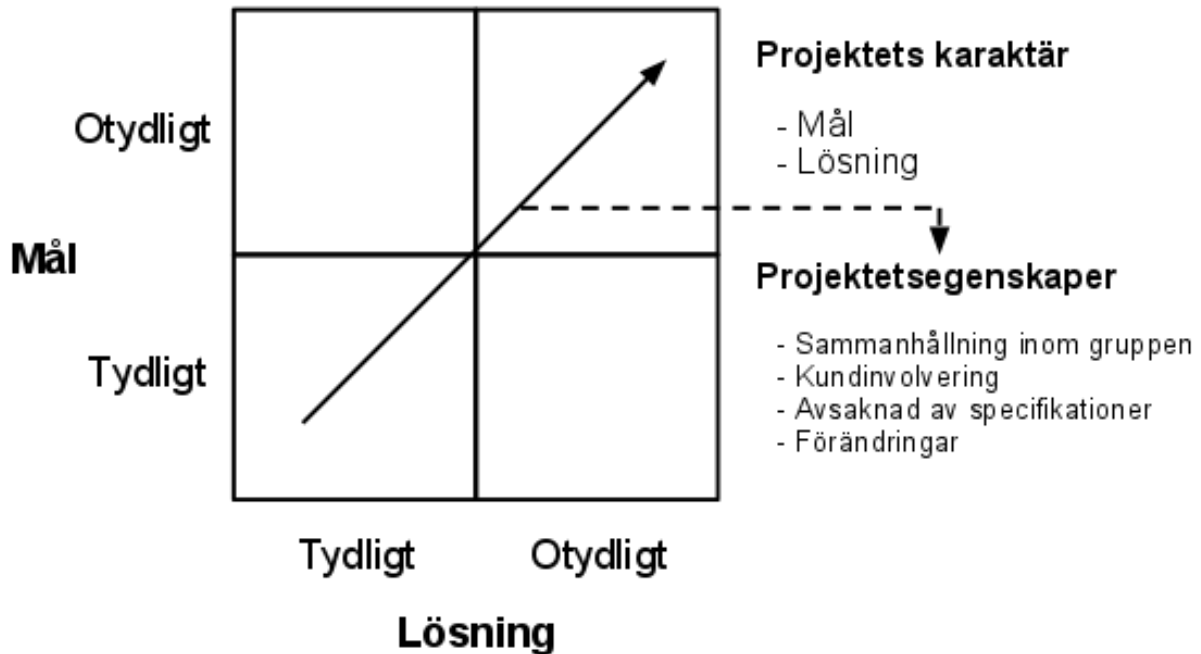 Projektets karaktär
- Mål
- Lösning
Otydligt
Mål
Tydligt
Projektetsegenskaper
- Sammanhållning inom gruppen
- Kundinvolvering
- Avsaknad av specifikationer
- Förändringar
Tydligt Otydligt
Lösning